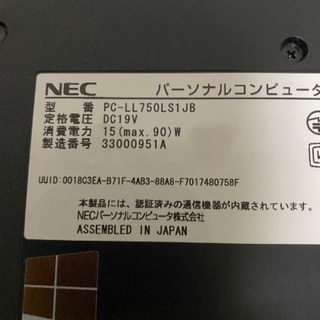 NEC パーソナルコンピュータ
型 番 PC-LL750LS1JB
定格電圧 DC19V
消費電力 15(max.90)W
製造番号 33000951A
UUID:0018C3EA-B71F-4AB3-88A6-F7017480758F
本製品には、認証済みの通信機器が内蔵されています。
NECパーソナルコンピュータ株式会社
ASSEMBLED IN JAPAN